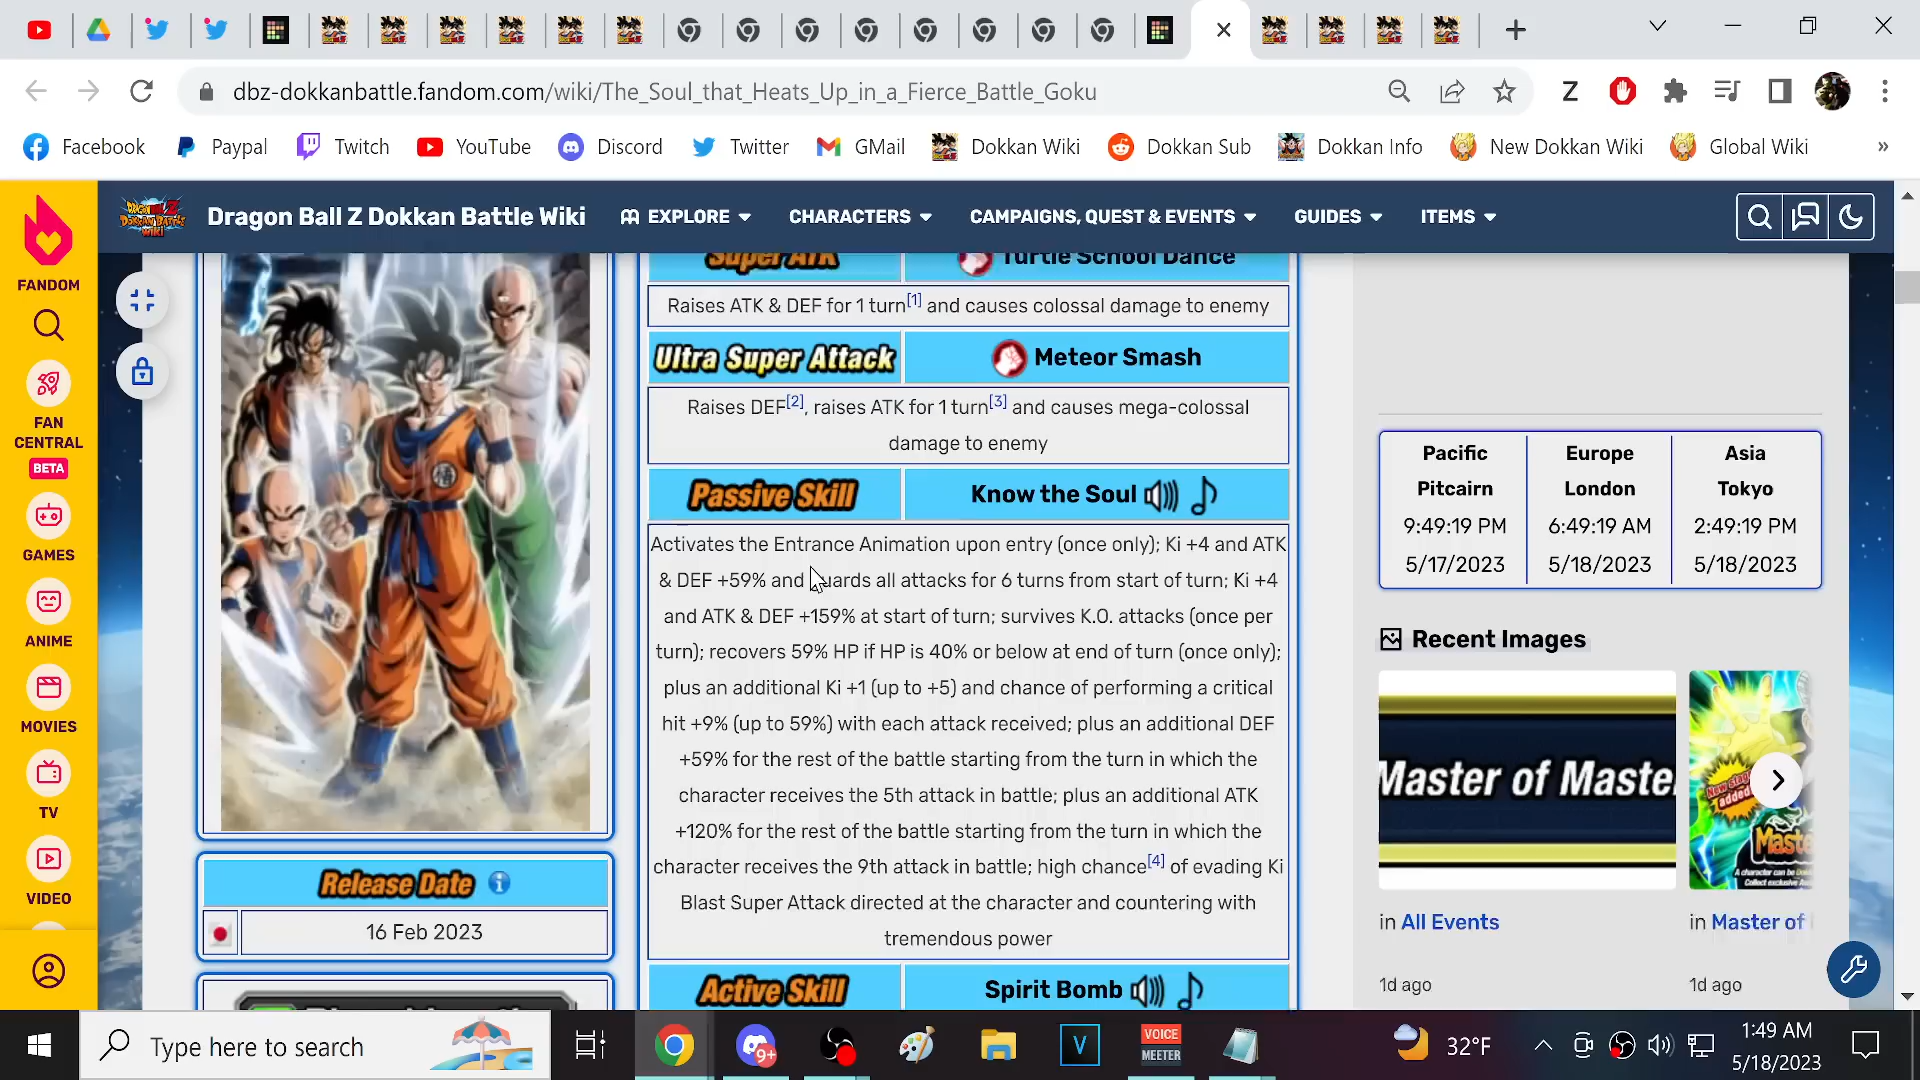 dbz-dokkanbattle.fandom.com/wiki/The_Soul_that_Heats_Up_in_a_Fierce_Battle_Goku
Z
Facebook Paypal Twitch YouTube Discord Twitter GMail Dokkan Wiki Dokkan Sub Dokkan Info New Dokkan Wiki Global Wiki »
Dragon Ball Z Dokkan Battle Wiki EXPLORE CHARACTERS CAMPAIGNS, QUEST & EVENTS GUIDES ITEMS
FANDOM
FAN CENTRAL
BETA
GAMES
ANIME
MOVIES
TV
VIDEO
Super ATK Turtle School Dance
Raises ATK & DEF for 1 turn[1] and causes colossal damage to enemy
Ultra Super Attack Meteor Smash
Raises DEF[2], raises ATK for 1 turn[3] and causes mega-colossal
damage to enemy
Passive Skill Know the Soul
Activates the Entrance Animation upon entry (once only); Ki +4 and ATK
& DEF +59% and guards all attacks for 6 turns from start of turn; Ki +4
and ATK & DEF +159% at start of turn; survives K.O. attacks (once per
turn); recovers 59% HP if HP is 40% or below at end of turn (once only);
plus an additional Ki +1 (up to +5) and chance of performing a critical
hit +9% (up to 59%) with each attack received; plus an additional DEF
+59% for the rest of the battle starting from the turn in which the
character receives the 5th attack in battle; plus an additional ATK
+120% for the rest of the battle starting from the turn in which the
character receives the 9th attack in battle; high chance[4] of evading Ki
Blast Super Attack directed at the character and countering with
tremendous power
Active Skill Spirit Bomb
Release Date
16 Feb 2023
Pacific Europe Asia
Pitcairn London Tokyo
9:49:19 PM 6:49:19 AM 2:49:19 PM
5/17/2023 5/18/2023 5/18/2023
Recent Images
Master of Maste
New stage added
Maste
in All Events in Master of
1d ago 1d ago
Type here to search
9+
V
VOICE MEETER
32°F
1:49 AM
5/18/2023